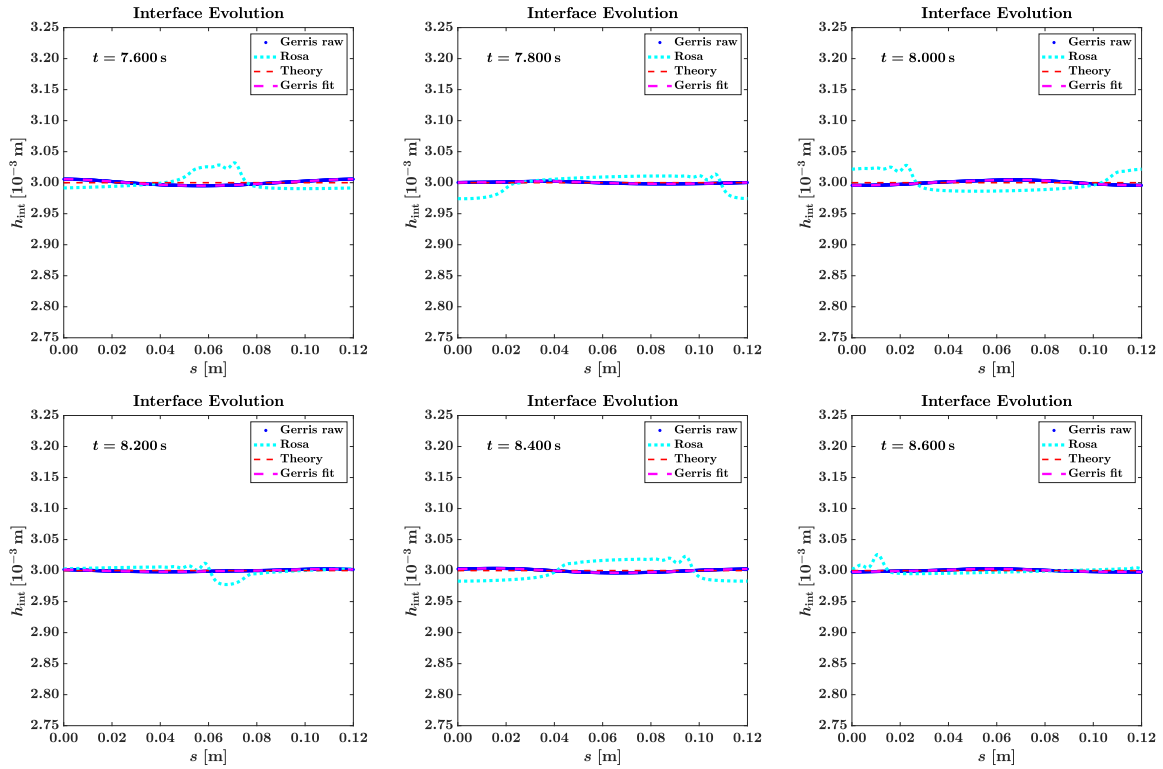 Interface Evolution
3.25
3.20
3.15
3.10
3.05
3.00
2.95
2.90
2.85
2.80
2.75
h_int [10^−3 m]
t = 7.600 s
Gerris raw
Rosa
Theory
Gerris fit
0.00 0.02 0.04 0.06 0.08 0.10 0.12
s [m]
Interface Evolution
3.25
3.20
3.15
3.10
3.05
3.00
2.95
2.90
2.85
2.80
2.75
h_int [10^−3 m]
t = 7.800 s
Gerris raw
Rosa
Theory
Gerris fit
0.00 0.02 0.04 0.06 0.08 0.10 0.12
s [m]
Interface Evolution
3.25
3.20
3.15
3.10
3.05
3.00
2.95
2.90
2.85
2.80
2.75
h_int [10^−3 m]
t = 8.000 s
Gerris raw
Rosa
Theory
Gerris fit
0.00 0.02 0.04 0.06 0.08 0.10 0.12
s [m]
Interface Evolution
3.25
3.20
3.15
3.10
3.05
3.00
2.95
2.90
2.85
2.80
2.75
h_int [10^−3 m]
t = 8.200 s
Gerris raw
Rosa
Theory
Gerris fit
0.00 0.02 0.04 0.06 0.08 0.10 0.12
s [m]
Interface Evolution
3.25
3.20
3.15
3.10
3.05
3.00
2.95
2.90
2.85
2.80
2.75
h_int [10^−3 m]
t = 8.400 s
Gerris raw
Rosa
Theory
Gerris fit
0.00 0.02 0.04 0.06 0.08 0.10 0.12
s [m]
Interface Evolution
3.25
3.20
3.15
3.10
3.05
3.00
2.95
2.90
2.85
2.80
2.75
h_int [10^−3 m]
t = 8.600 s
Gerris raw
Rosa
Theory
Gerris fit
0.00 0.02 0.04 0.06 0.08 0.10 0.12
s [m]